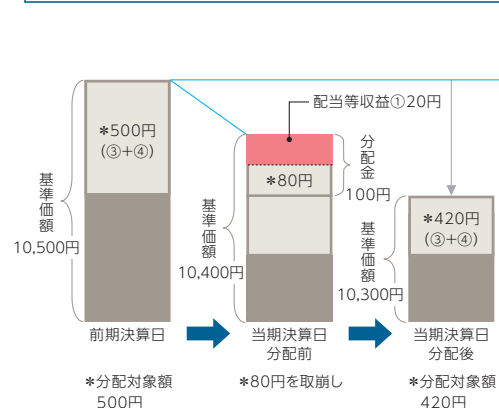 配当等収益①20円
＊500円
(③＋④)
分配金
100円
＊80円
基準価額
10,500円
基準価額
10,400円
＊420円
(③＋④)
基準価額
10,300円
前期決算日
当期決算日
分配前
当期決算日
分配後
＊分配対象額
500円
＊80円を取崩し
＊分配対象額
420円